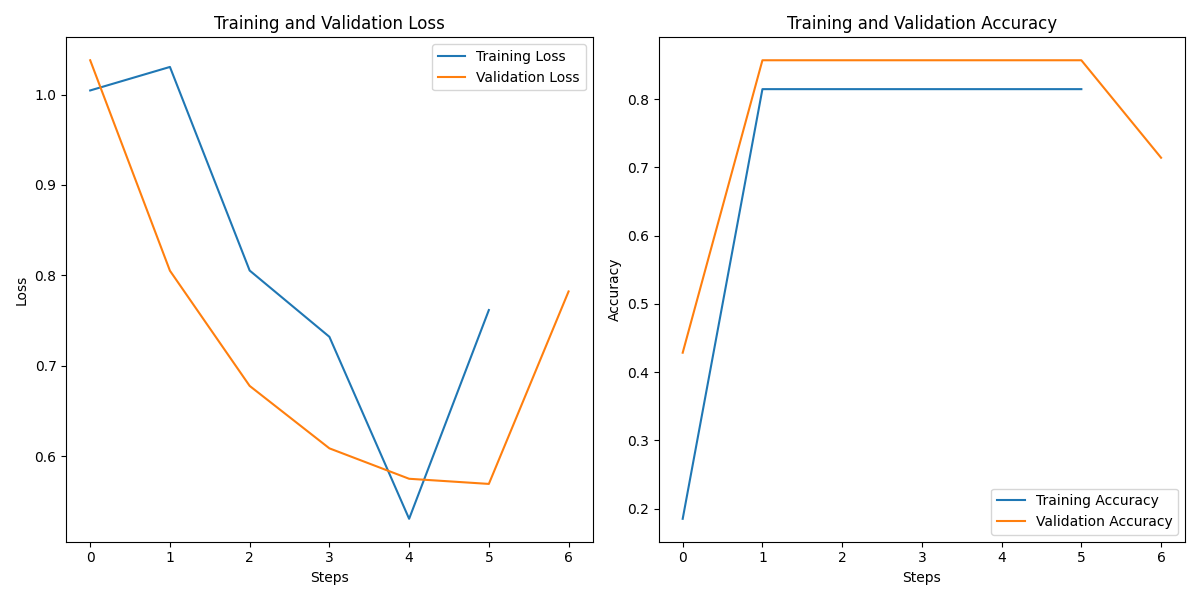 Training and Validation Loss
Training Loss
Validation Loss
1.0
0.9
0.8
0.7
0.6
Loss
0 1 2 3 4 5 6
Steps
Training and Validation Accuracy
0.8
0.7
0.6
0.5
0.4
0.3
0.2
Accuracy
Training Accuracy
Validation Accuracy
0 1 2 3 4 5 6
Steps